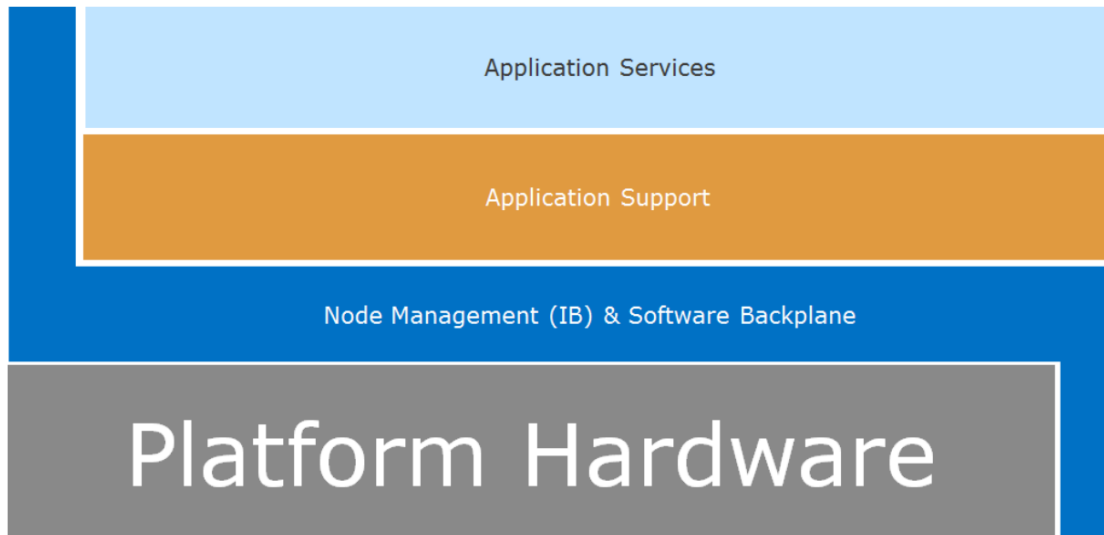 Application Services
Application Support
Node Management (IB) & Software Backplane
Platform Hardware